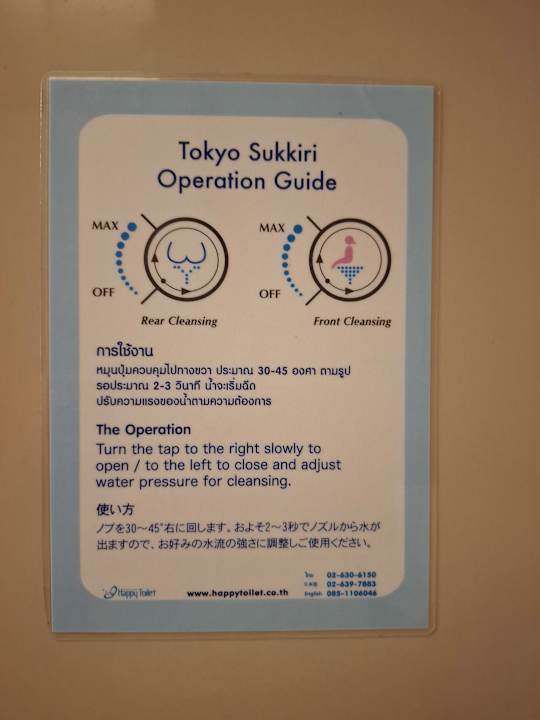 Tokyo Sukkiri
Operation Guide
MAX
OFF
Rear Cleansing
MAX
OFF
Front Cleansing
การใช้งาน
หมุนปุ่มควบคุมไปทางขวา ประมาณ 30-45 องศา ตามรูป
รอประมาณ 2-3 วินาที น้ำจะเริ่มฉีด
ปรับความแรงของน้ำตามความต้องการ
The Operation
Turn the tap to the right slowly to
open / to the left to close and adjust
water pressure for cleansing.
使い方
ノブを30～45°右に回します。およそ2～3秒でノズルから水が
出ますので、お好みの水流の強さに調整しご使用ください。
Happy Toilet
www.happytoilet.co.th
ไทย 02-630-6150
日本語 02-639-7883
English 085-1106046